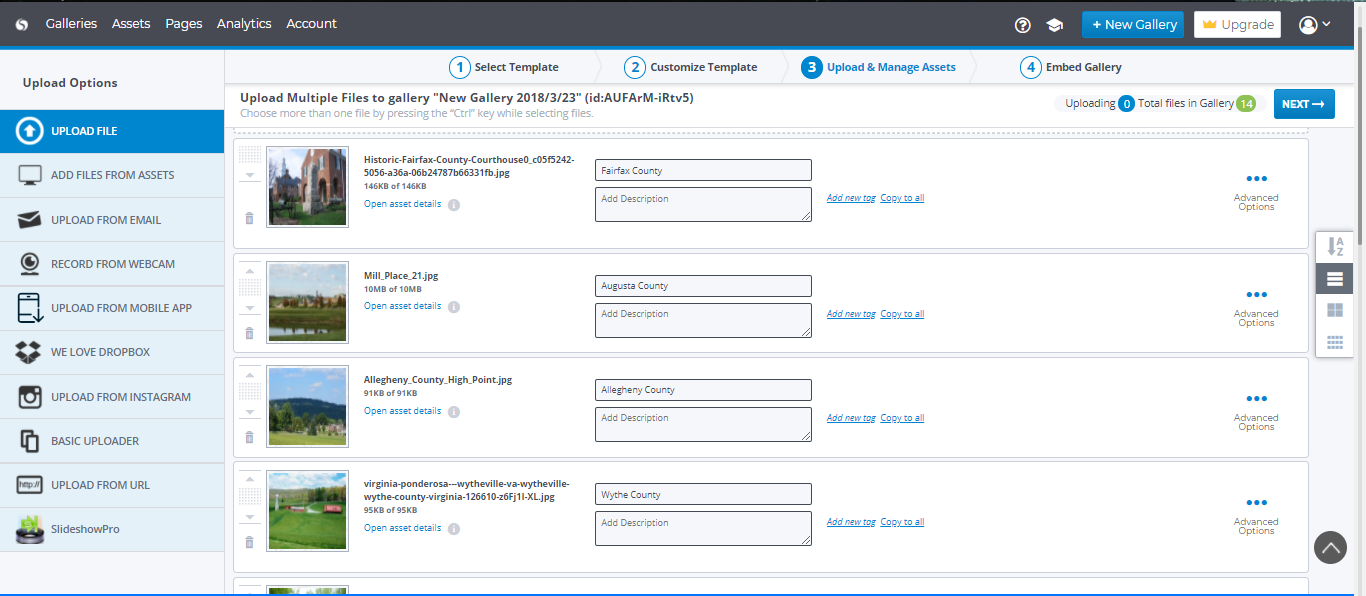 Galleries Assets Pages Analytics Account
+ New Gallery
Upgrade
Upload Options
1 Select Template
2 Customize Template
3 Upload & Manage Assets
4 Embed Gallery
Upload Multiple Files to gallery "New Gallery 2018/3/23" (id:AUFArM-iRtv5)
Choose more than one file by pressing the "Ctrl" key while selecting files.
Uploading 0 Total files in Gallery 14
NEXT
UPLOAD FILE
ADD FILES FROM ASSETS
UPLOAD FROM EMAIL
RECORD FROM WEBCAM
UPLOAD FROM MOBILE APP
WE LOVE DROPBOX
UPLOAD FROM INSTAGRAM
BASIC UPLOADER
http://
UPLOAD FROM URL
SlideshowPro
Historic-Fairfax-County-Courthouse0_c05f5242-
5056-a36a-06b24787b66331fb.jpg
146KB of 146KB
Open asset details
Fairfax County
Add Description
Add new tag Copy to all
Advanced
Options
Mill_Place_21.jpg
10MB of 10MB
Open asset details
Augusta County
Add Description
Add new tag Copy to all
Advanced
Options
Allegheny_County_High_Point.jpg
91KB of 91KB
Open asset details
Allegheny County
Add Description
Add new tag Copy to all
Advanced
Options
virginia-ponderosa---wytheville-va-wytheville-
wythe-county-virginia-126610-z6Fj1l-XL.jpg
95KB of 95KB
Open asset details
Wythe County
Add Description
Add new tag Copy to all
Advanced
Options
A
Z